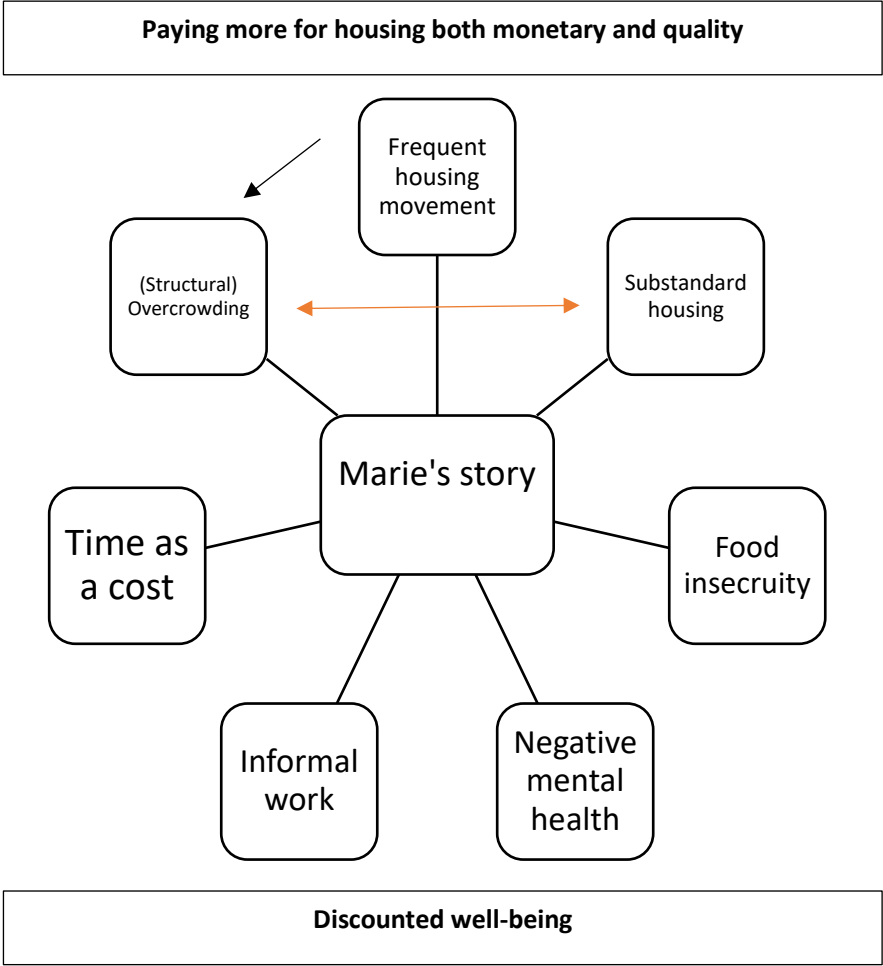 Paying more for housing both monetary and quality
Frequent
housing
movement
(Structural)
Overcrowding
Substandard
housing
Marie's story
Time as
a cost
Food
insecruity
Informal
work
Negative
mental
health
Discounted well-being